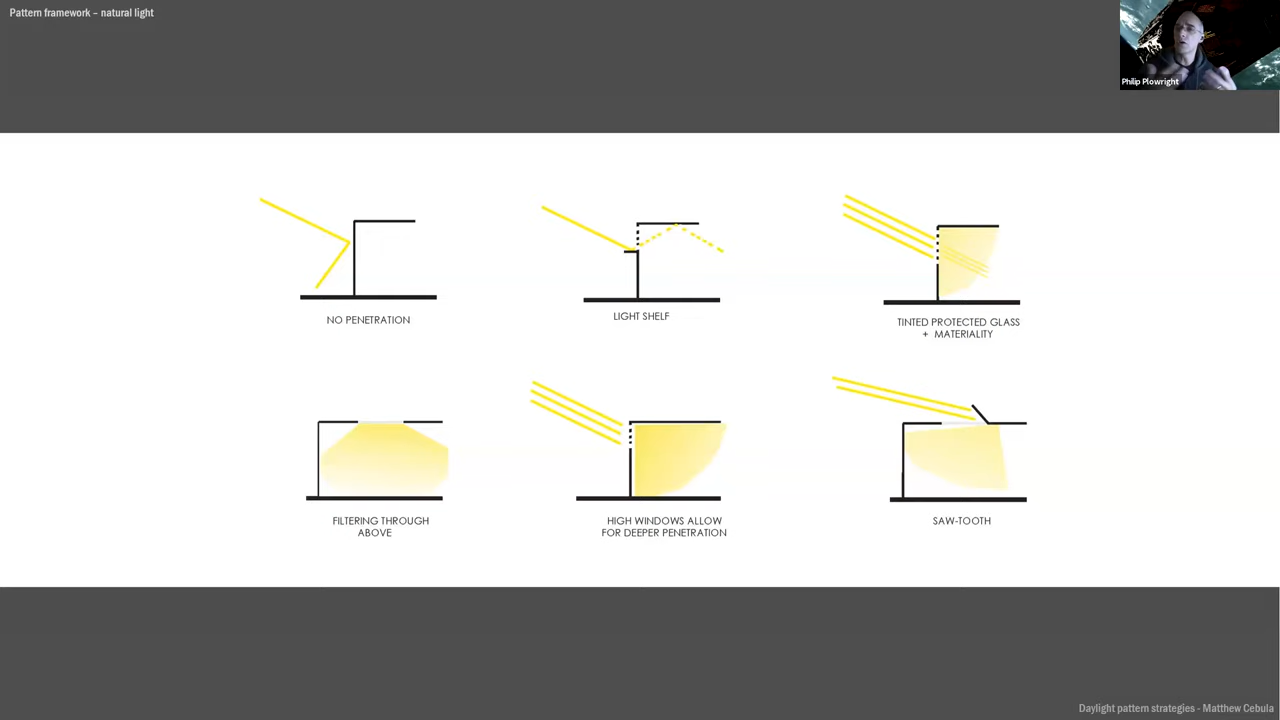 Pattern framework – natural light
Philip Plowright
NO PENETRATION
LIGHT SHELF
TINTED PROTECTED GLASS
+ MATERIALITY
FILTERING THROUGH
ABOVE
HIGH WINDOWS ALLOW
FOR DEEPER PENETRATION
SAW-TOOTH
Daylight pattern strategies - Matthew Cebula